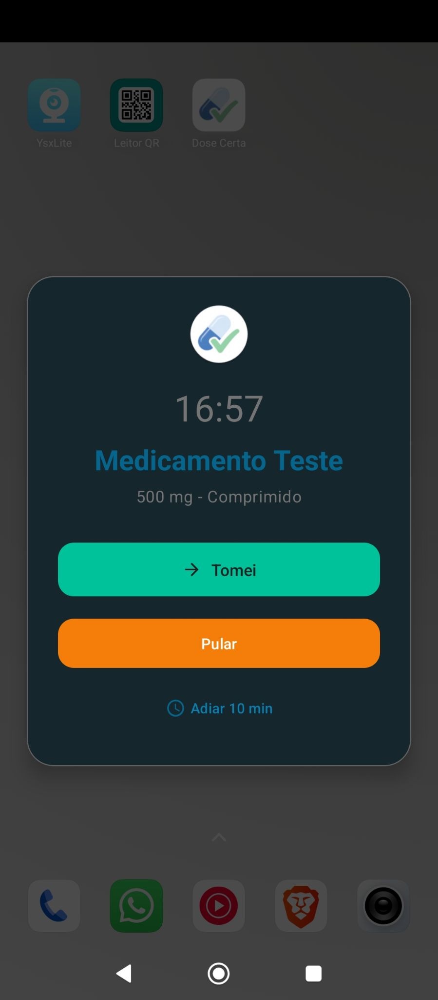 YsxLite
Leitor QR
Dose Certa
16:57
Medicamento Teste
500 mg - Comprimido
Tomei
Pular
Adiar 10 min